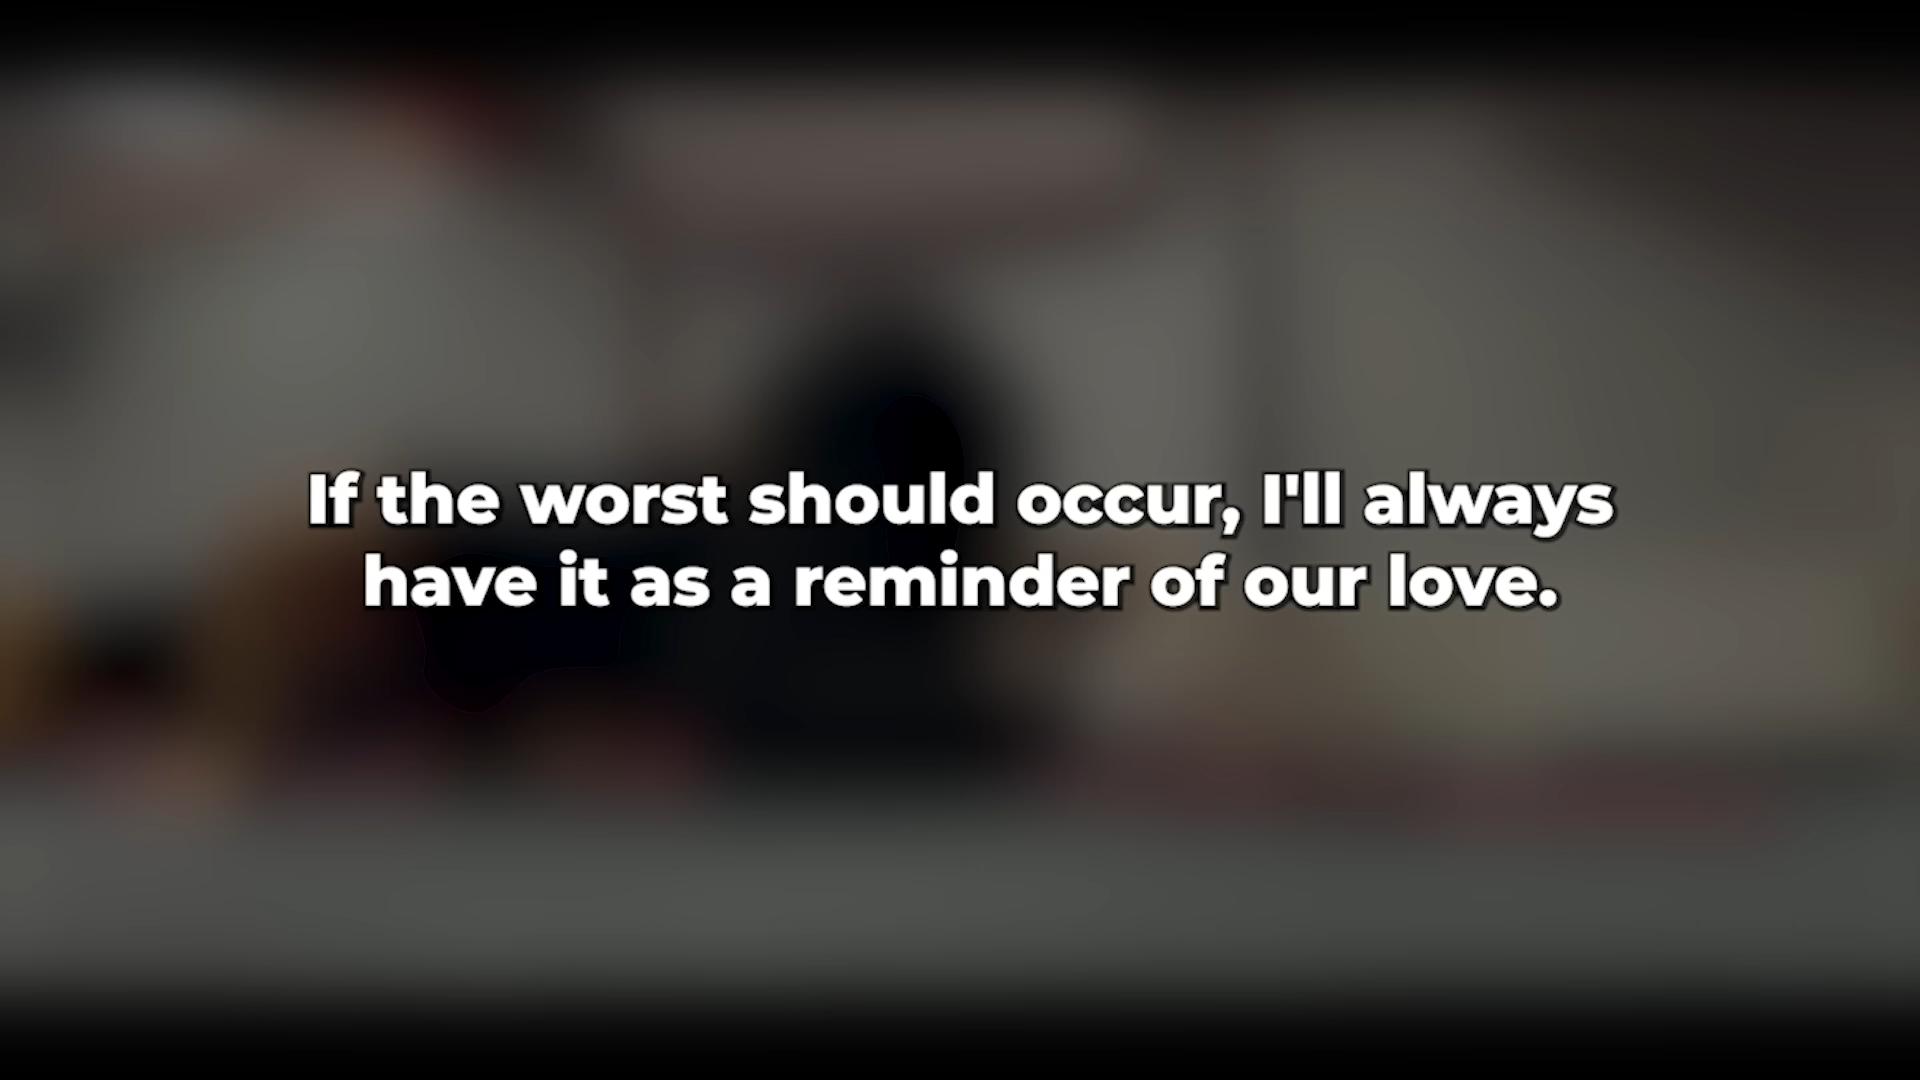 If the worst should occur, I'll always
have it as a reminder of our love.